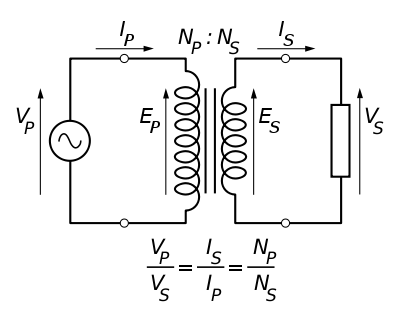 I_P N_P : N_S I_S
V_P E_P E_S V_S
V_P/V_S = I_S/I_P = N_P/N_S